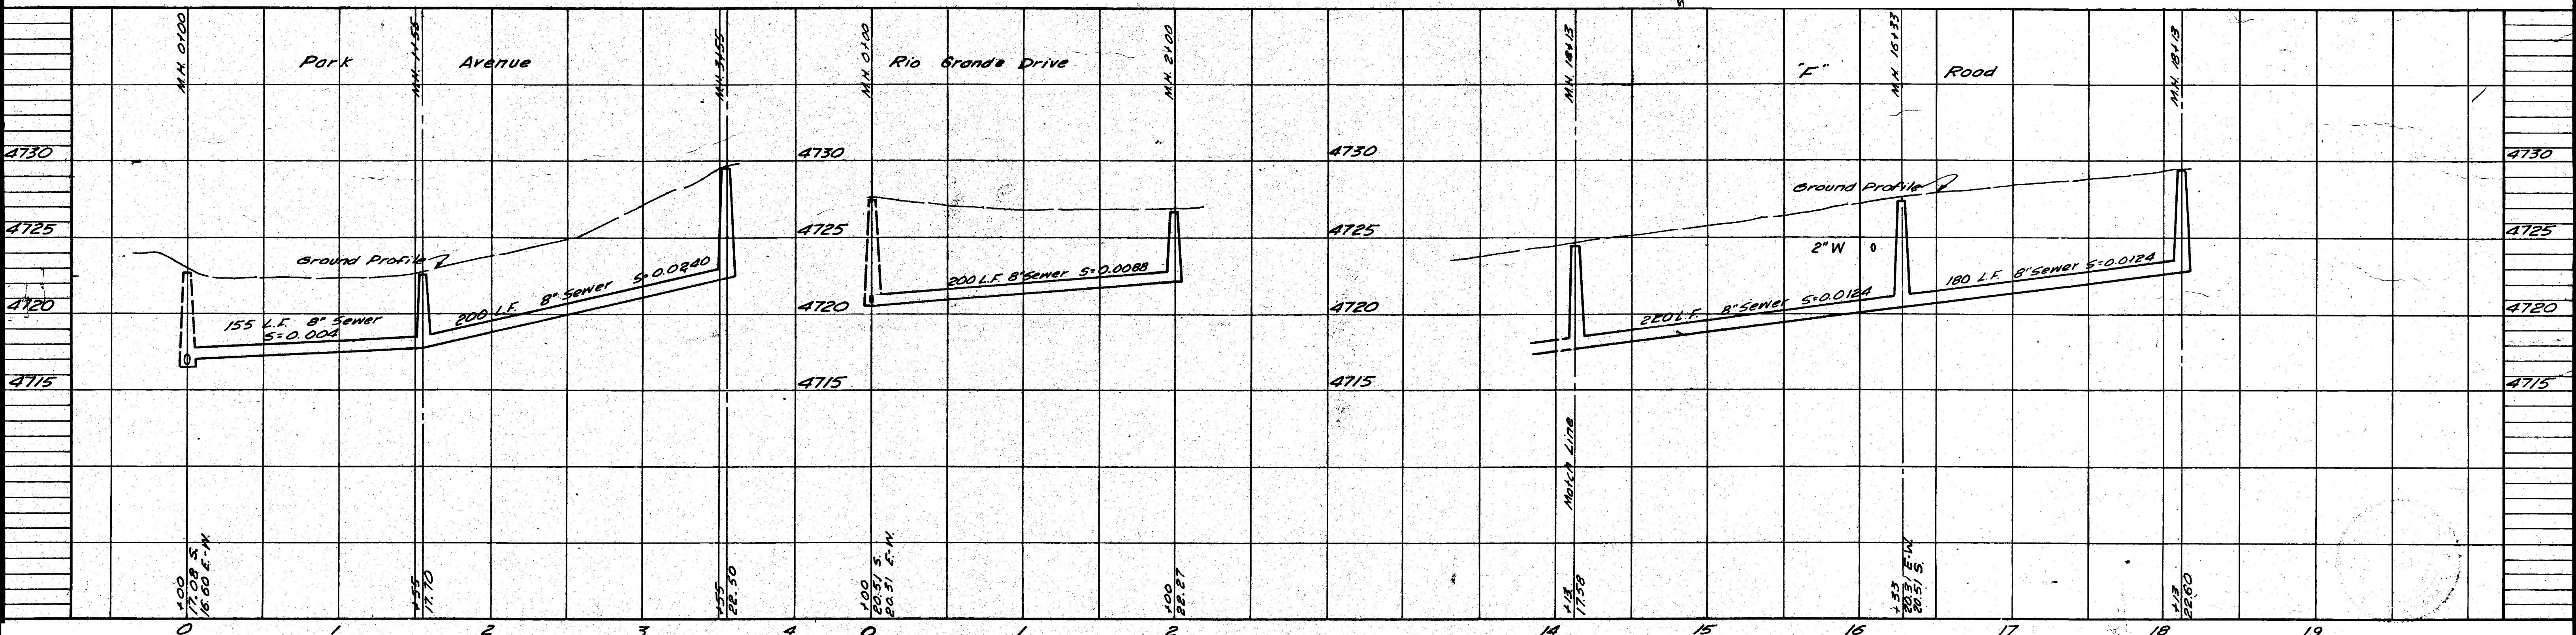 M.H. 0+00
Park Avenue
M.H. 1+55
M.H. 3+55
M.H. 0+00
Rio Grande Drive
M.H. 2+00
M.H. 14+13
"F" Road
M.H. 16+33
M.H. 18+13
4730
4730
4730
4730
4725
4725
4725
4725
4720
4720
4720
4720
4715
4715
4715
4715
Ground Profile
155 L.F. 8" Sewer
S=0.004
200 L.F. 8" Sewer S=0.0240
200 L.F. 8" Sewer S=0.0088
Ground Profile
2" W
220 L.F. 8" Sewer S=0.0124
180 L.F. 8" Sewer S=0.0124
Match Line
+00
17.08 S.
16.60 E.-W.
+55
17.70
+55
22.50
+00
20.51 S.
20.31 E.-W.
+00
22.27
+13
17.58
+33
20.31 E-W.
20.51 S.
+13
22.60
0 1 2 3 4 0 1 2 14 15 16 17 18 19